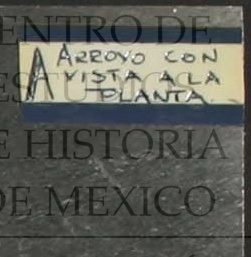 ENTRO DE
A ARROYO CON
VISTA A LA
PLANTA.
ESTUDIOS
E HISTORIA
DE MEXICO